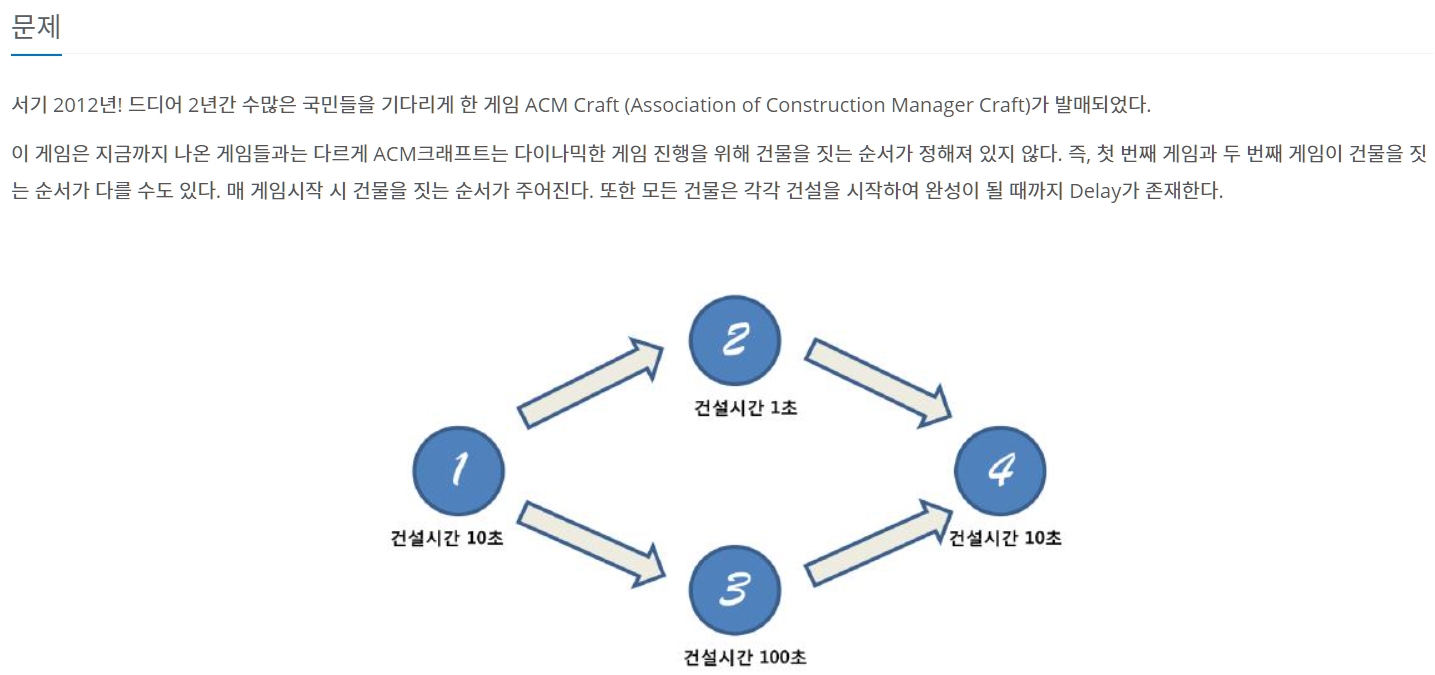 문제
서기 2012년! 드디어 2년간 수많은 국민들을 기다리게 한 게임 ACM Craft (Association of Construction Manager Craft)가 발매되었다.
이 게임은 지금까지 나온 게임들과는 다르게 ACM크래프트는 다이나믹한 게임 진행을 위해 건물을 짓는 순서가 정해져 있지 않다. 즉, 첫 번째 게임과 두 번째 게임이 건물을 짓
는 순서가 다를 수도 있다. 매 게임시작 시 건물을 짓는 순서가 주어진다. 또한 모든 건물은 각각 건설을 시작하여 완성이 될 때까지 Delay가 존재한다.
2
건설시간 1초
1
건설시간 10초
4
건설시간 10초
3
건설시간 100초